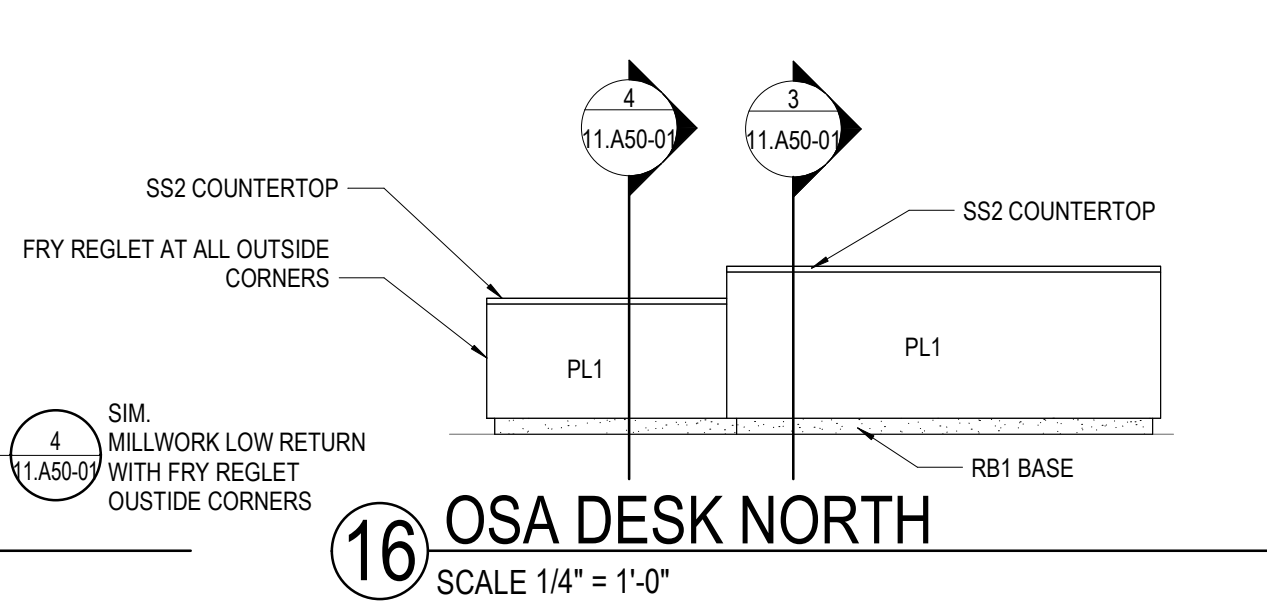 4
11.A50-01
3
11.A50-01
SS2 COUNTERTOP
SS2 COUNTERTOP
FRY REGLET AT ALL OUTSIDE
CORNERS
PL1
PL1
4
11.A50-01
SIM.
MILLWORK LOW RETURN
WITH FRY REGLET
OUSTIDE CORNERS
RB1 BASE
16
OSA DESK NORTH
SCALE 1/4" = 1'-0"